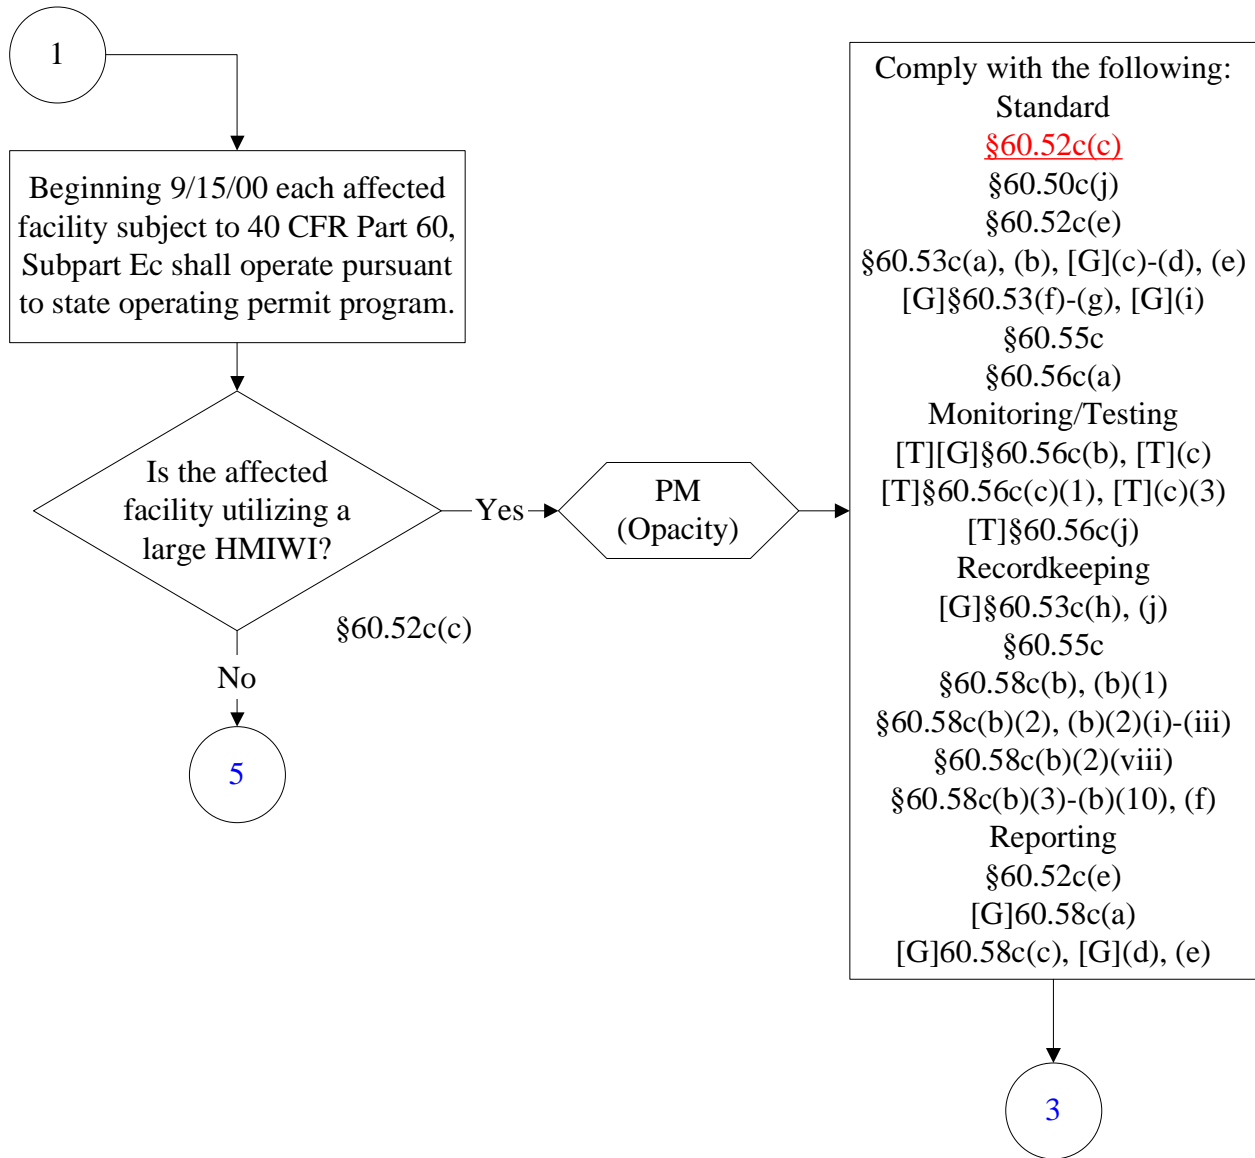 1
Beginning 9/15/00 each affected
facility subject to 40 CFR Part 60,
Subpart Ec shall operate pursuant
to state operating permit program.
Is the affected
facility utilizing a
large HMIWI?
§60.52c(c)
Yes
No
5
PM
(Opacity)
Comply with the following:
Standard
§60.52c(c)
§60.50c(j)
§60.52c(e)
§60.53c(a), (b), [G](c)-(d), (e)
[G]§60.53(f)-(g), [G](i)
§60.55c
§60.56c(a)
Monitoring/Testing
[T][G]§60.56c(b), [T](c)
[T]§60.56c(c)(1), [T](c)(3)
[T]§60.56c(j)
Recordkeeping
[G]§60.53c(h), (j)
§60.55c
§60.58c(b), (b)(1)
§60.58c(b)(2), (b)(2)(i)-(iii)
§60.58c(b)(2)(viii)
§60.58c(b)(3)-(b)(10), (f)
Reporting
§60.52c(e)
[G]60.58c(a)
[G]60.58c(c), [G](d), (e)
3